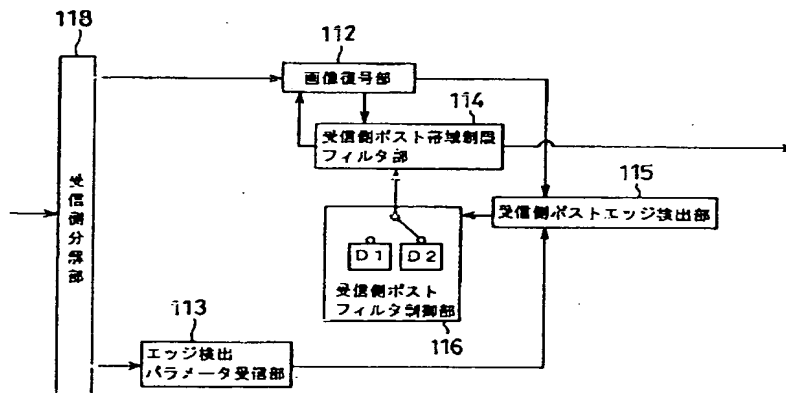 118
112
画像復号部
114
受信側ポスト帯域制限
フィルタ部
115
受信側ポストエッジ検出部
D1 D2
受信側ポスト
フィルタ制御部
116
受信側分離部
113
エッジ検出
パラメータ受信部